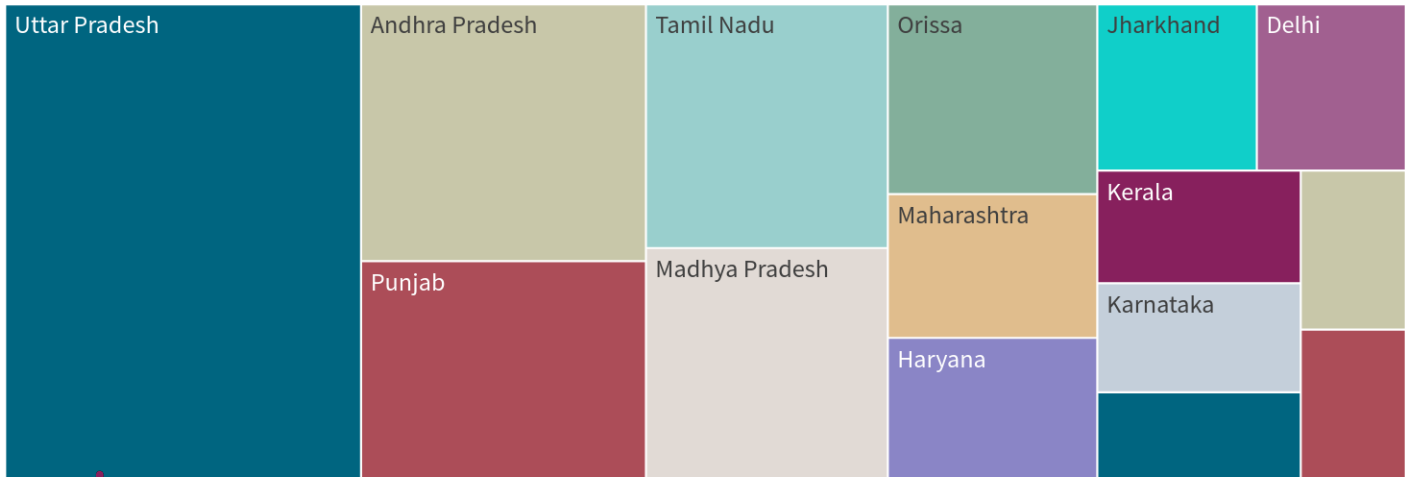 Uttar Pradesh
Andhra Pradesh
Tamil Nadu
Orissa
Jharkhand
Delhi
Kerala
Maharashtra
Madhya Pradesh
Punjab
Karnataka
Haryana